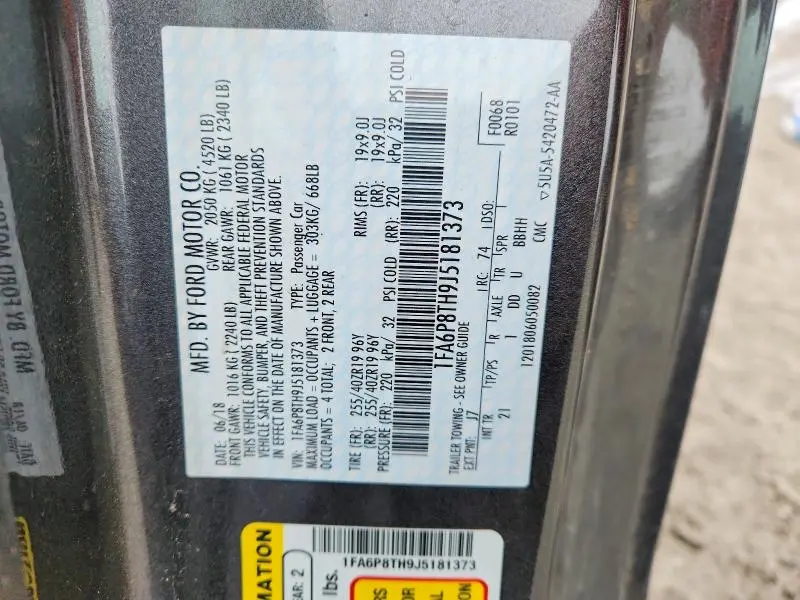 MFD. BY FORD MOTOR CO.
DATE: 06/18 GVWR: 2050 KG ( 4520 LB)
FRONT GAWR: 1016 KG ( 2240 LB) REAR GAWR: 1061 KG ( 2340 LB)
THIS VEHICLE CONFORMS TO ALL APPLICABLE FEDERAL MOTOR
VEHICLE SAFETY, BUMPER, AND THEFT PREVENTION STANDARDS
IN EFFECT ON THE DATE OF MANUFACTURE SHOWN ABOVE.
VIN: 1FA6P8TH9J5181373 TYPE: Passenger Car
MAXIMUM LOAD = OCCUPANTS + LUGGAGE = 303KG/ 668LB
OCCUPANTS = 4 TOTAL; 2 FRONT, 2 REAR
TIRE (FR): 255/40ZR19 96Y RIMS (FR): 19x9.0J
(RR): 255/40ZR19 96Y (RR): 19x9.0J
PRESSURE (FR): 220 kPa/ 32 PSI COLD (RR): 220 kPa/ 32 PSI COLD
1FA6P8TH9J5181373
TRAILER TOWING - SEE OWNER GUIDE
F0068
R0101
EXT PNT: J7 RC: 74 DSO:
INT TR TP/PS R AXLE TR SPR
21 1 DD U BBHH
1201806050082 CMC ▽5U5A-5420472-AA
1FA6P8TH9J5181373
lbs.
MFD. BY FORD MOTOR